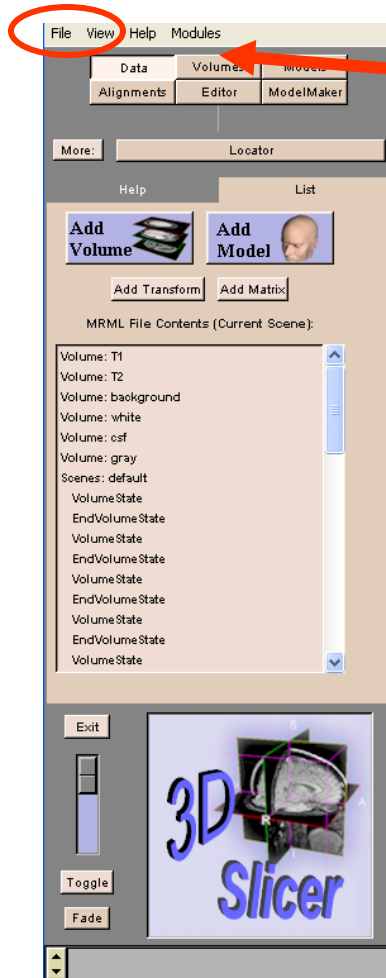 File View Help Modules
Data Volumes Models
Alignments Editor ModelMaker
More: Locator
Help List
Add Volume
Add Model
Add Transform Add Matrix
MRML File Contents (Current Scene):
Volume: T1
Volume: T2
Volume: background
Volume: white
Volume: csf
Volume: gray
Scenes: default
VolumeState
EndVolumeState
VolumeState
EndVolumeState
VolumeState
EndVolumeState
VolumeState
EndVolumeState
VolumeState
Exit
S
A
R
I
3D
Slicer
Toggle
Fade